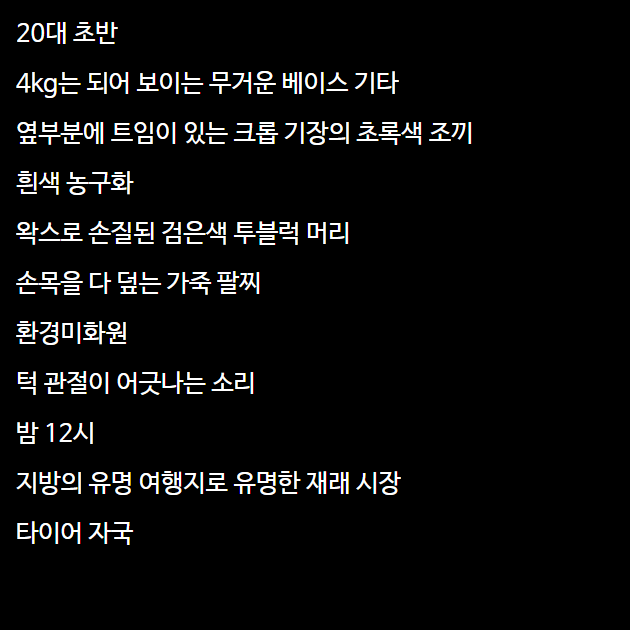 20대 초반
4kg는 되어 보이는 무거운 베이스 기타
옆부분에 트임이 있는 크롭 기장의 초록색 조끼
흰색 농구화
왁스로 손질된 검은색 투블럭 머리
손목을 다 덮는 가죽 팔찌
환경미화원
턱 관절이 어긋나는 소리
밤 12시
지방의 유명 여행지로 유명한 재래 시장
타이어 자국